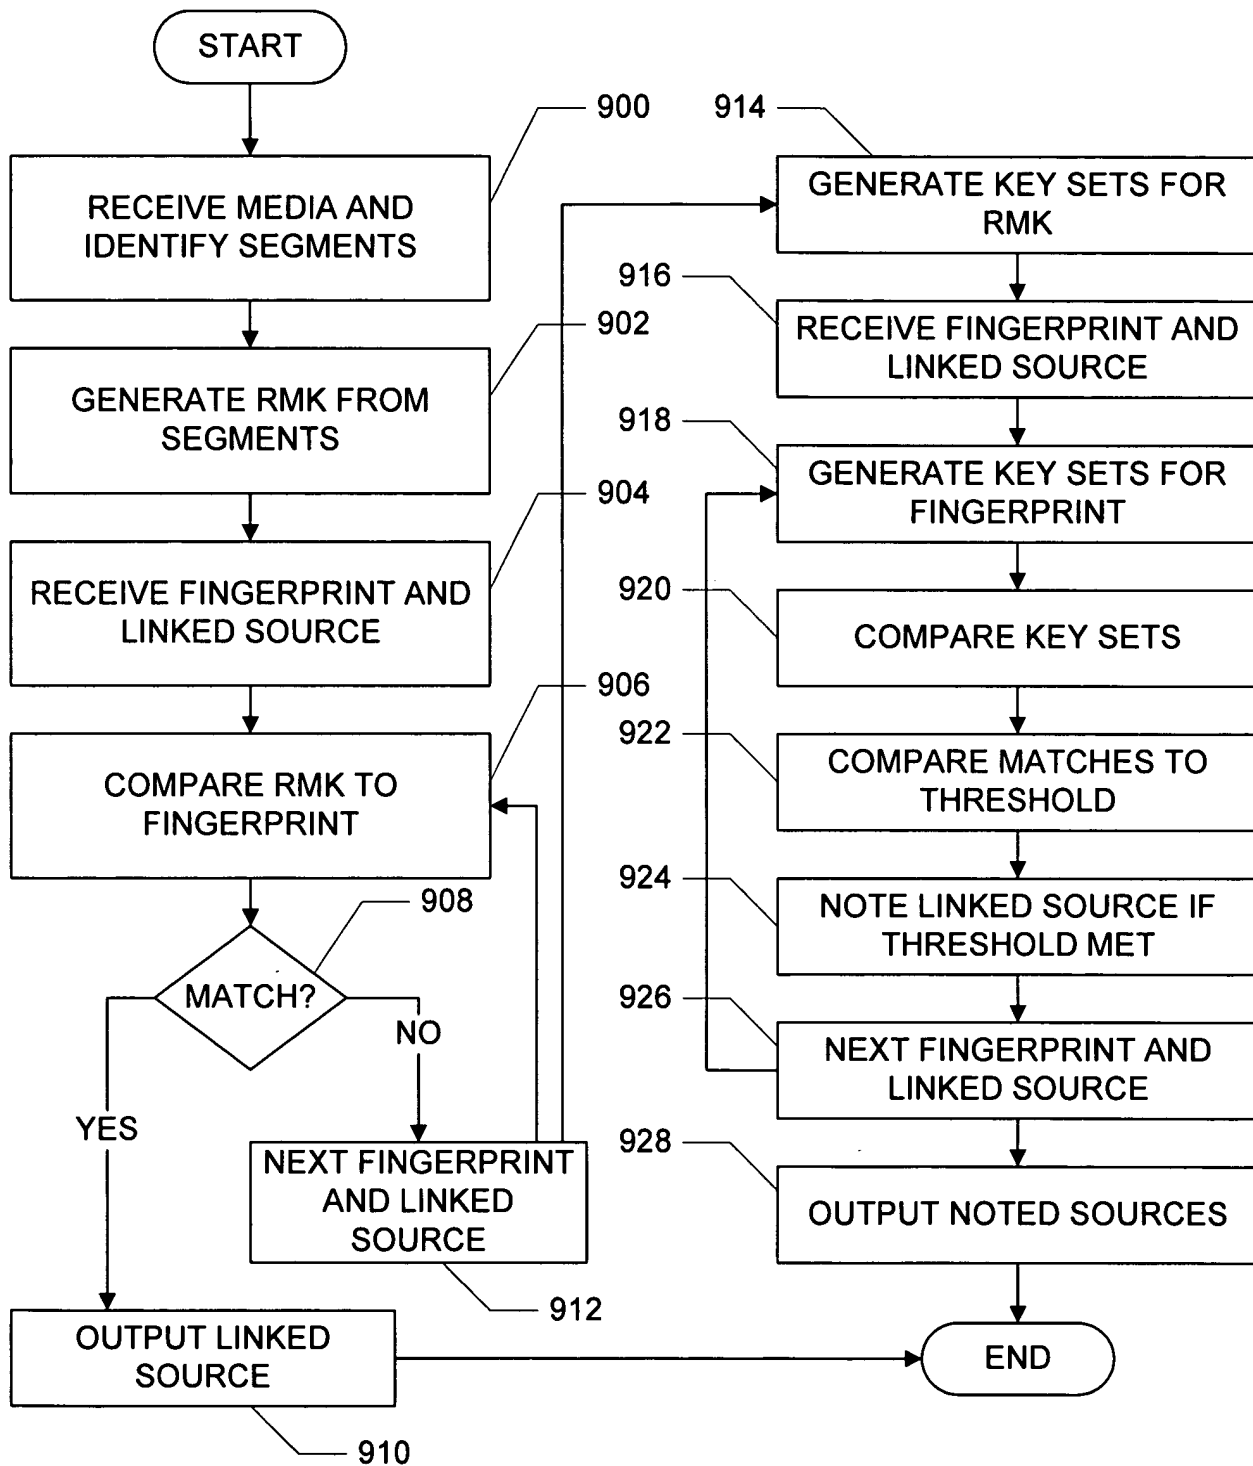 START
900
RECEIVE MEDIA AND
IDENTIFY SEGMENTS
902
GENERATE RMK FROM
SEGMENTS
904
RECEIVE FINGERPRINT AND
LINKED SOURCE
906
COMPARE RMK TO
FINGERPRINT
908
MATCH?
NO
YES
NEXT FINGERPRINT
AND LINKED
SOURCE
912
OUTPUT LINKED
SOURCE
910
914
GENERATE KEY SETS FOR
RMK
916
RECEIVE FINGERPRINT AND
LINKED SOURCE
918
GENERATE KEY SETS FOR
FINGERPRINT
920
COMPARE KEY SETS
922
COMPARE MATCHES TO
THRESHOLD
924
NOTE LINKED SOURCE IF
THRESHOLD MET
926
NEXT FINGERPRINT AND
LINKED SOURCE
928
OUTPUT NOTED SOURCES
END